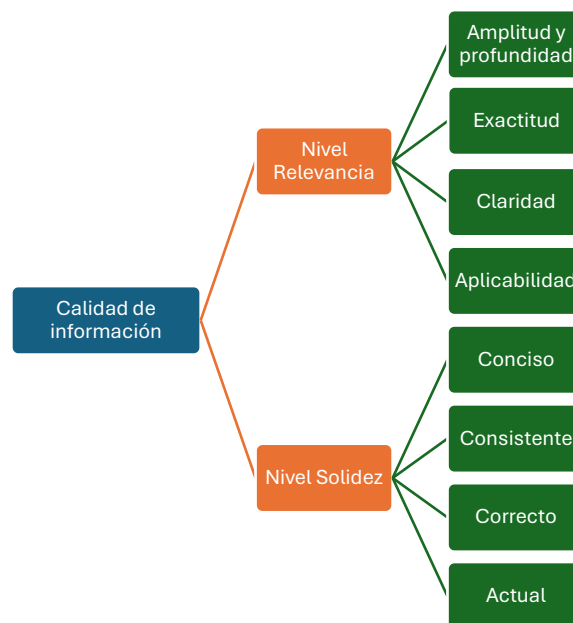 Calidad de
información
Nivel
Relevancia
Amplitud y
profundidad
Exactitud
Claridad
Aplicabilidad
Nivel Solidez
Conciso
Consistente
Correcto
Actual